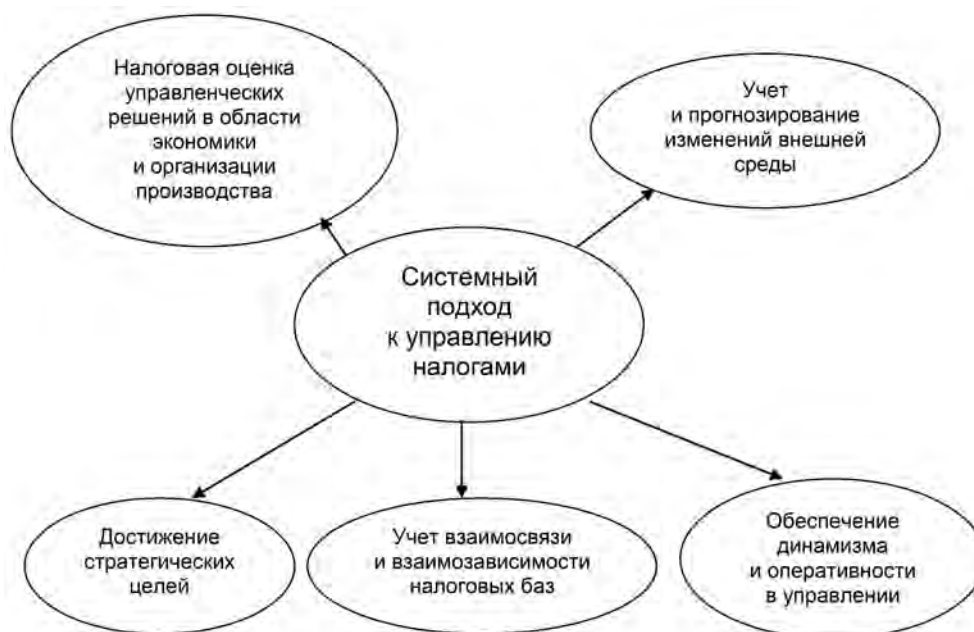 Налоговая оценка
управленческих
решений в области
экономики
и организации
производства
Учет
и прогнозирование
изменений внешней
среды
Системный
подход
к управлению
налогами
Достижение
стратегических
целей
Учет взаимосвязи
и взаимозависимости
налоговых баз
Обеспечение
динамизма
и оперативности
в управлении